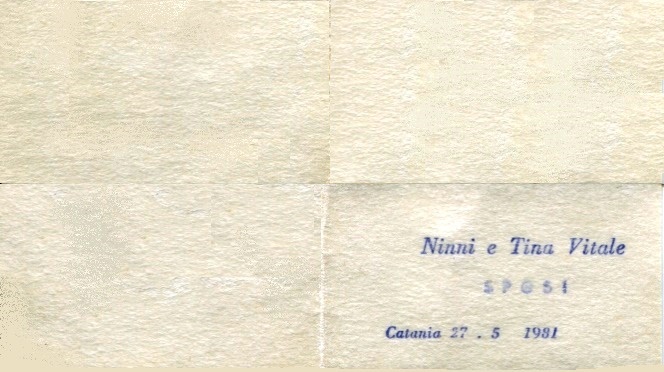 Ninni e Tina Vitale
SPOSI
Catania 27 . 5 1981